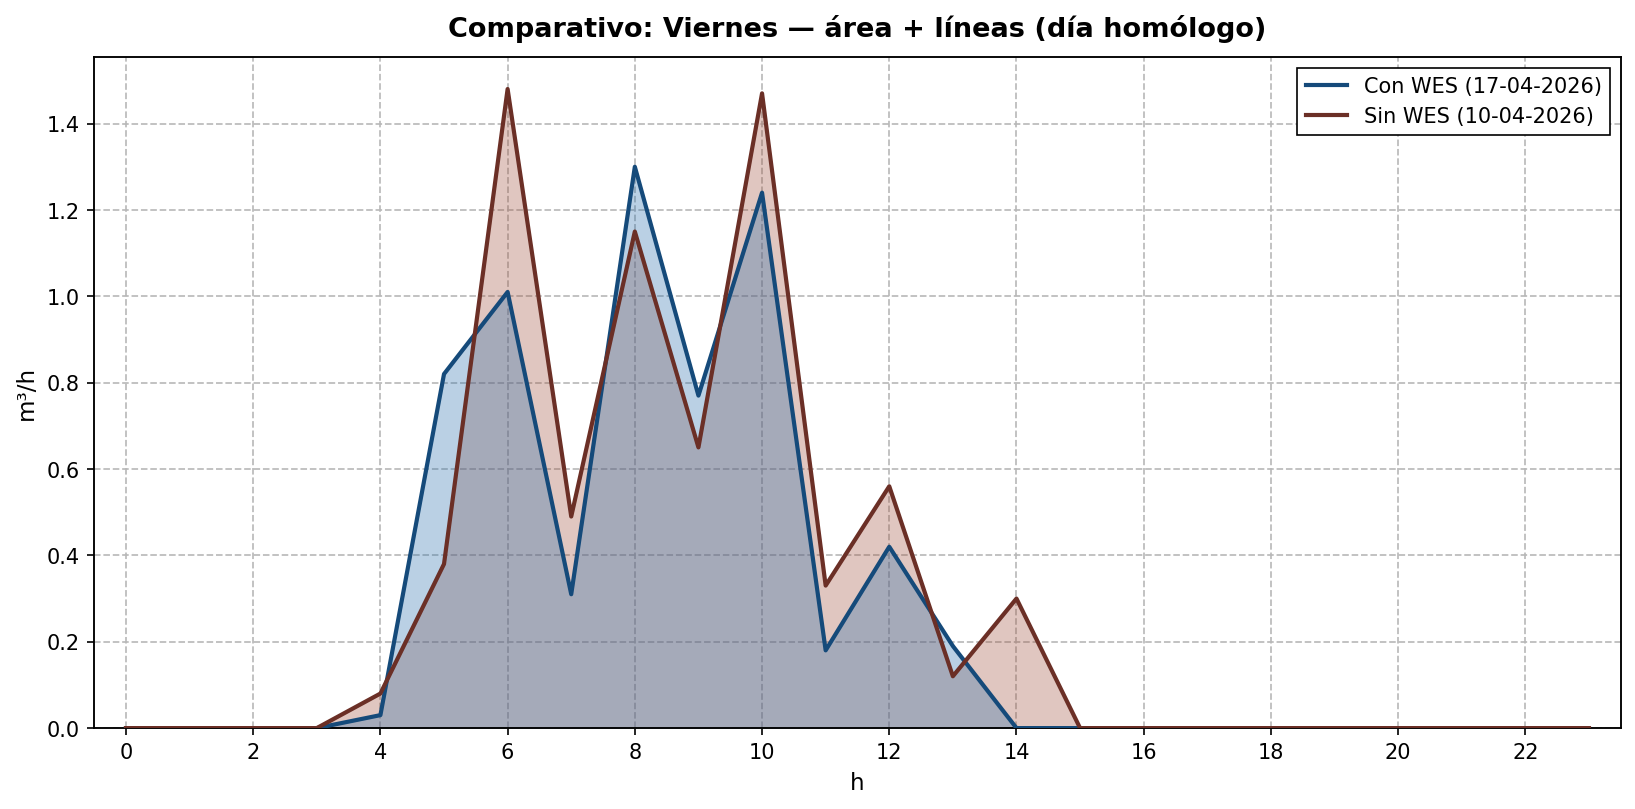 Comparativo: Viernes — área + líneas (día homólogo)
Con WES (17-04-2026)
Sin WES (10-04-2026)
m³/h
1.4
1.2
1.0
0.8
0.6
0.4
0.2
0.0
0 2 4 6 8 10 12 14 16 18 20 22
h